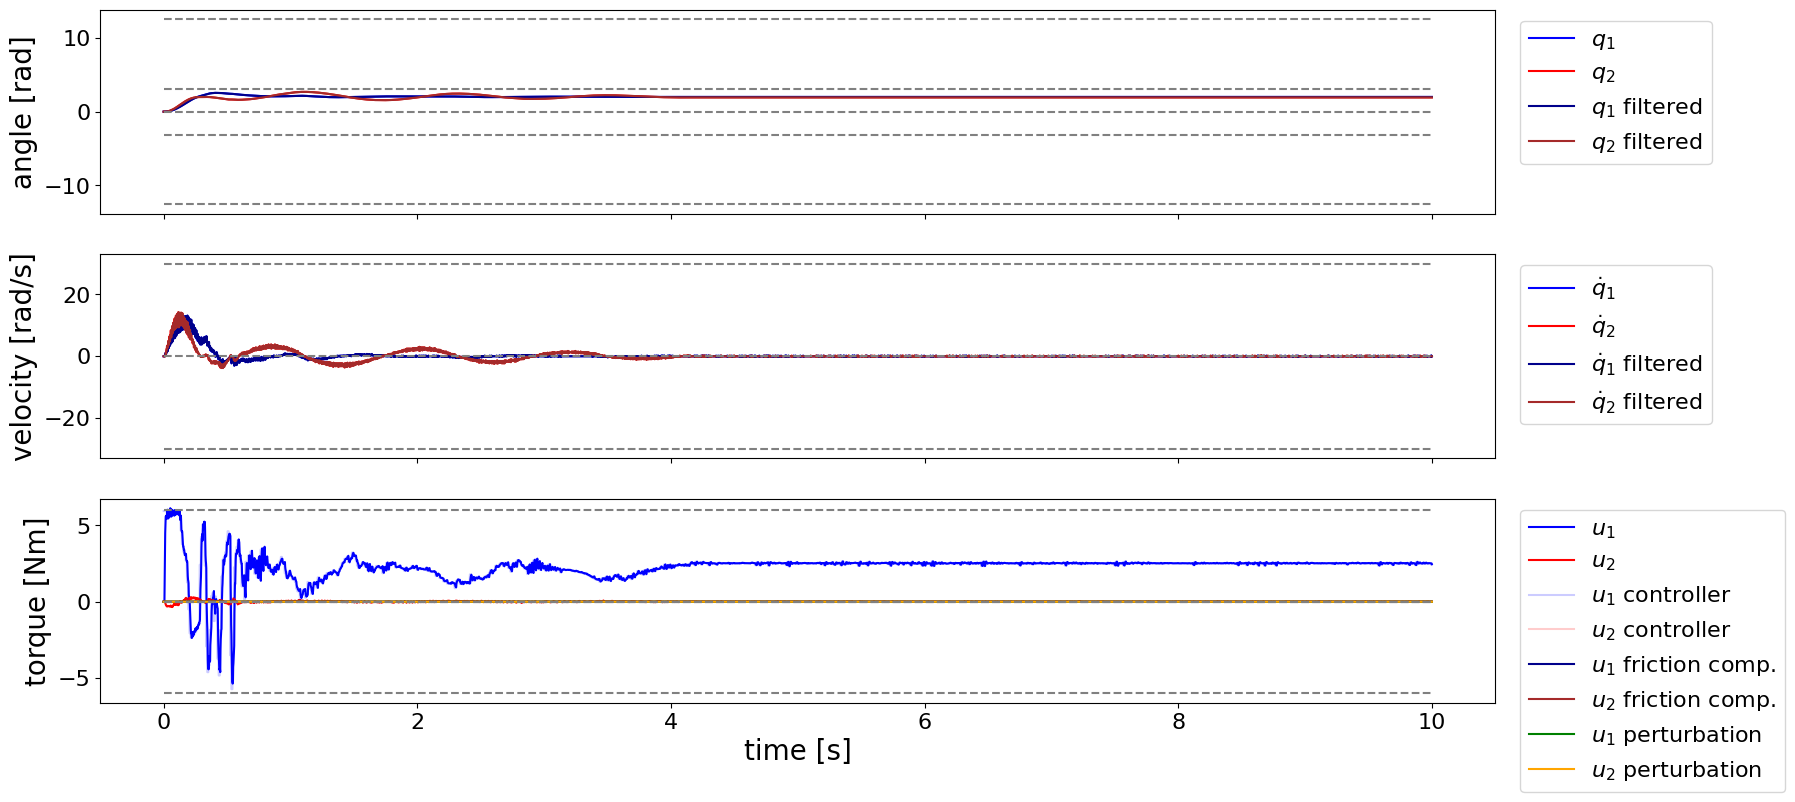 angle [rad]
10
0
−10
q₁
q₂
q₁ filtered
q₂ filtered
velocity [rad/s]
20
0
−20
q̇₁
q̇₂
q̇₁ filtered
q̇₂ filtered
torque [Nm]
5
0
−5
0 2 4 6 8 10
time [s]
u₁
u₂
u₁ controller
u₂ controller
u₁ friction comp.
u₂ friction comp.
u₁ perturbation
u₂ perturbation